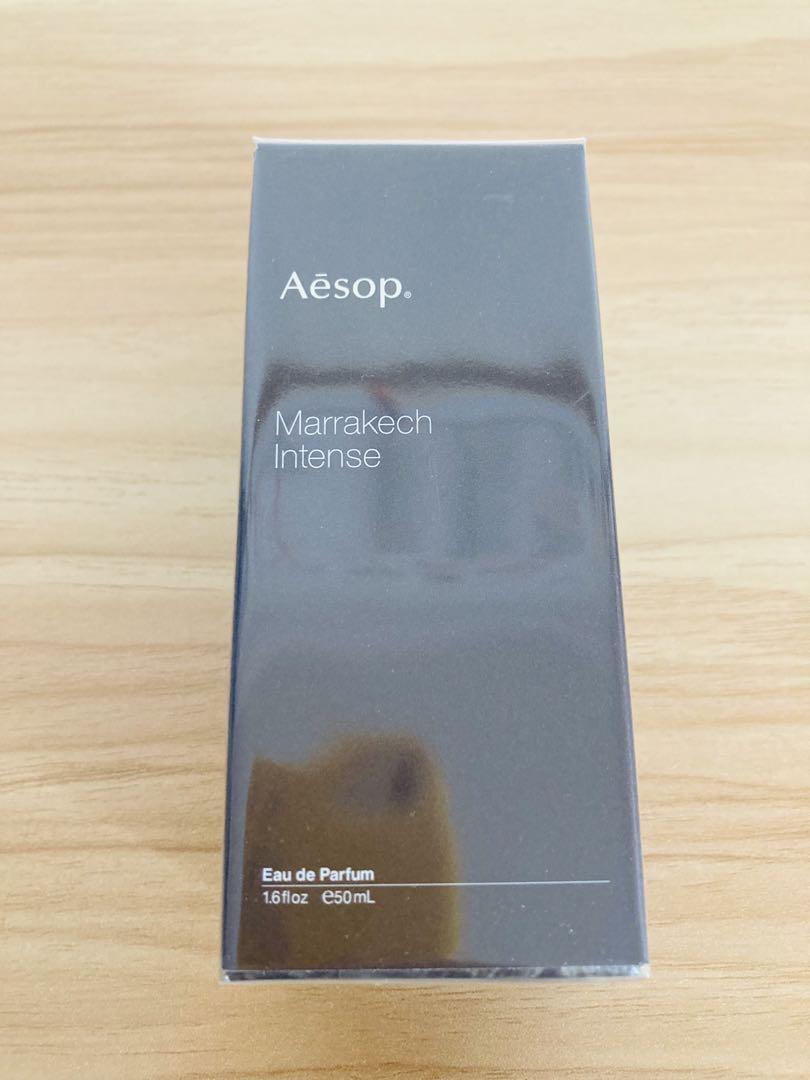 Aēsop®
Marrakech
Intense
Eau de Parfum
1.6 fl oz ℮50 mL